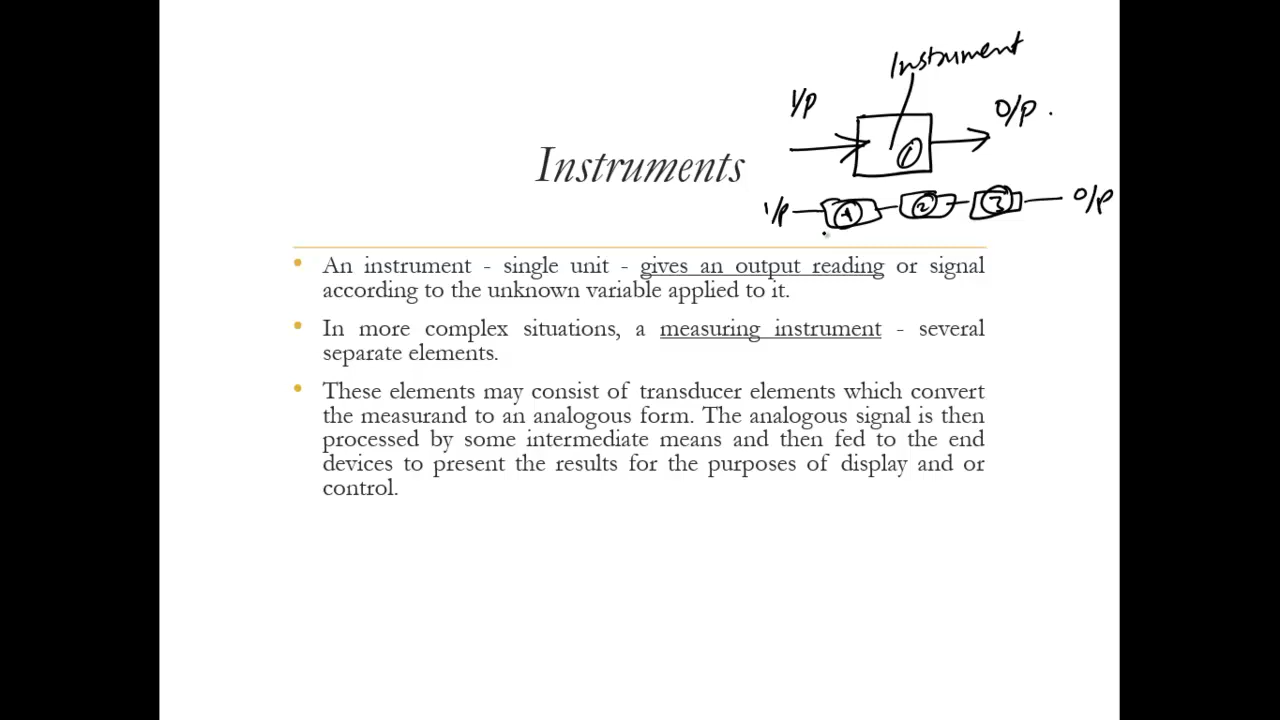 Instrument
I/P
O/P.
1
Instruments
I/P 1 2 3 O/P
• An instrument - single unit - gives an output reading or signal
according to the unknown variable applied to it.
• In more complex situations, a measuring instrument - several
separate elements.
• These elements may consist of transducer elements which convert
the measurand to an analogous form. The analogous signal is then
processed by some intermediate means and then fed to the end
devices to present the results for the purposes of display and or
control.